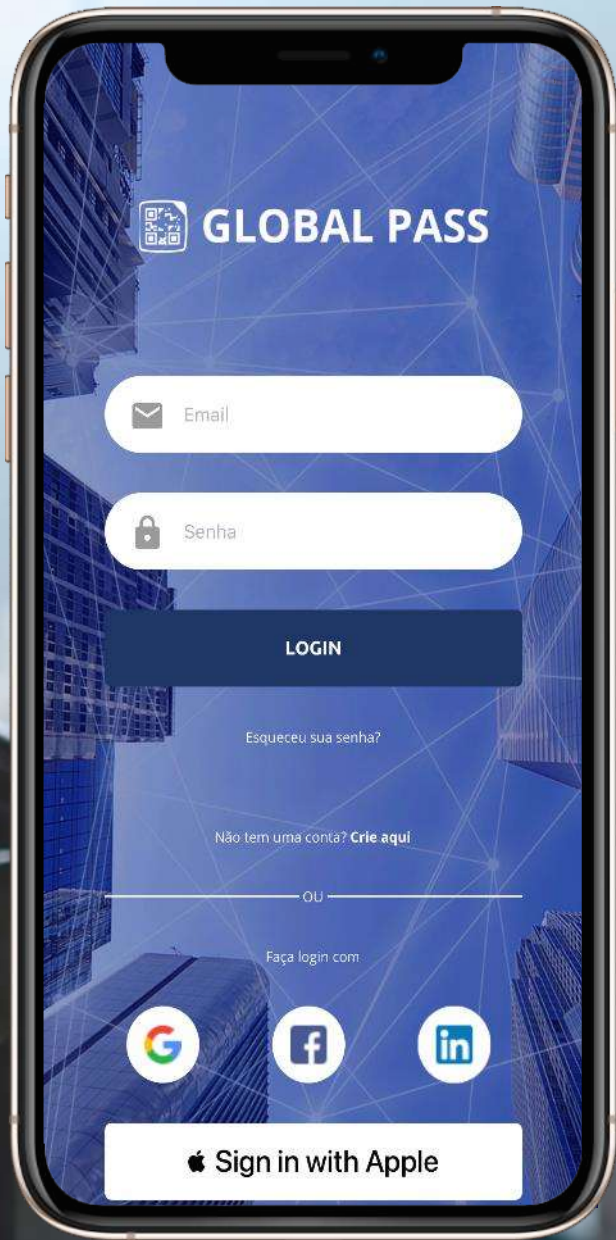 GLOBAL PASS
Email
Senha
LOGIN
Esqueceu sua senha?
Não tem uma conta? Crie aqui
OU
Faça login com
G
f
in
Sign in with Apple